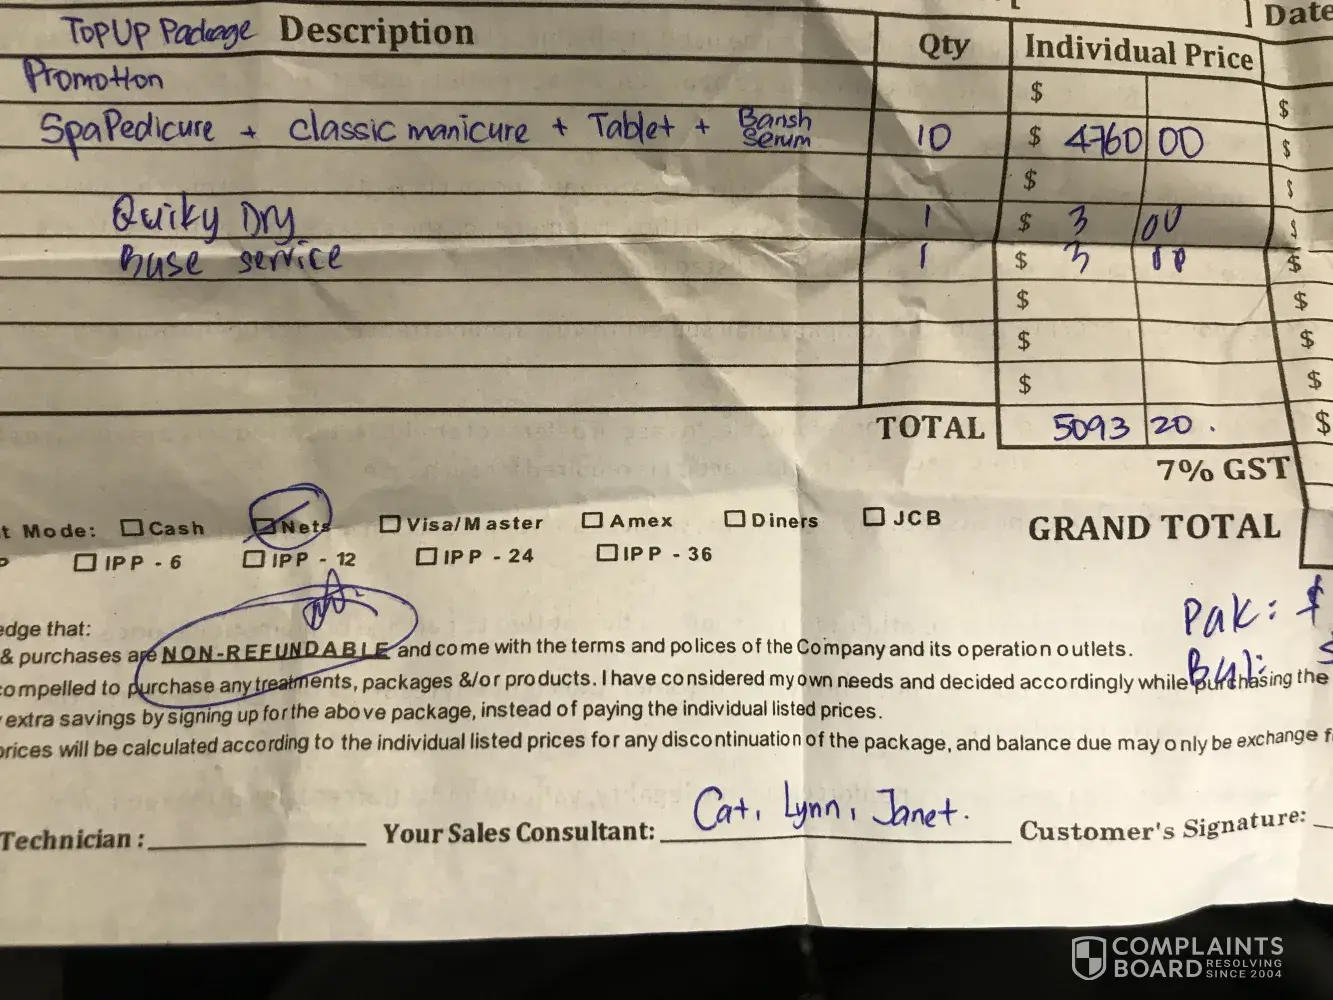 ] Date
TopUp Package Description Qty Individual Price
Promotion $ $
SpaPedicure + classic manicure + Tablet + Bansh serum 10 $ 4760 00 $
$ $
Quiky Dry 1 $ 3 00 $
Base service 1 $ 3 00 $
$ $
$ $
$ $
TOTAL 5093 20. $
7% GST
t Mode: Cash Nets Visa/Master Amex Diners JCB GRAND TOTAL
P IPP - 6 IPP - 12 IPP - 24 IPP - 36
Pak: $
edge that:
& purchases are NON-REFUNDABLE and come with the terms and polices of the Company and its operation outlets.
Bal:
compelled to purchase any treatments, packages &/or products. I have considered my own needs and decided accordingly while purchasing the
extra savings by signing up for the above package, instead of paying the individual listed prices.
prices will be calculated according to the individual listed prices for any discontinuation of the package, and balance due may only be exchange f
Technician: Your Sales Consultant: Cat, Lynn, Janet. Customer's Signature:
COMPLAINTS
BOARD RESOLVING SINCE 2004